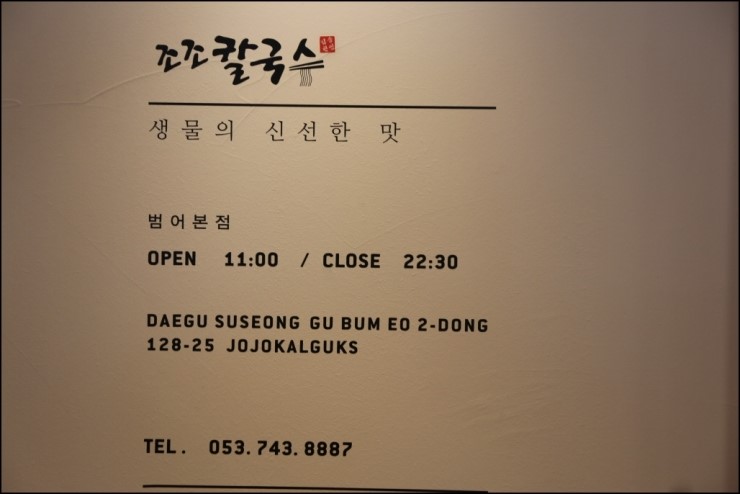 조조칼국수
생물의 신선한 맛
범어본점
OPEN 11:00 / CLOSE 22:30
DAEGU SUSEONG GU BUM EO 2-DONG
128-25 JOJOKALGUKS
TEL. 053.743.8887